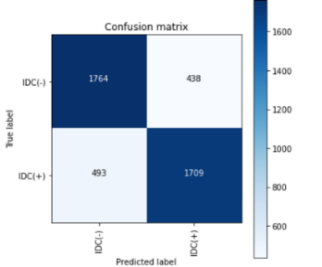 Confusion matrix
True label
IDC(-)
1764
438
IDC(+)
493
1709
IDC(-)
IDC(+)
Predicted label
1600
1400
1200
1000
800
600